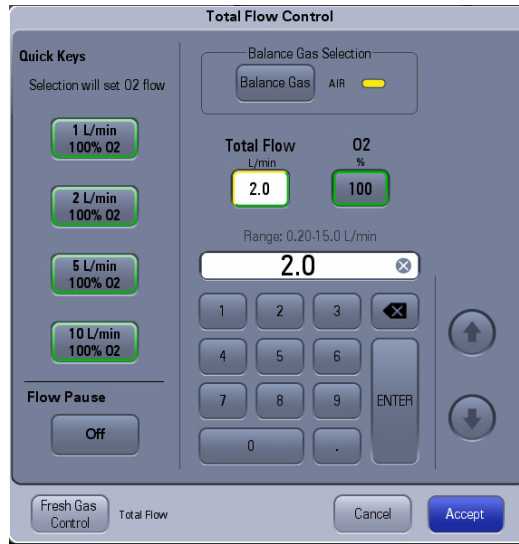 Total Flow Control
Quick Keys
Selection will set O2 flow
1 L/min
100% O2
2 L/min
100% O2
5 L/min
100% O2
10 L/min
100% O2
Flow Pause
Off
Balance Gas Selection
Balance Gas
AIR
Total Flow
L/min
2.0
O2
%
100
Range: 0.20-15.0 L/min
2.0
1 2 3
4 5 6
7 8 9 ENTER
0 .
Fresh Gas
Control
Total Flow
Cancel
Accept